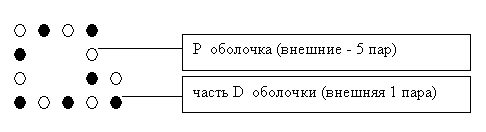 Р оболочка (внешние - 5 пар)
часть D оболочки (внешняя 1 пара)